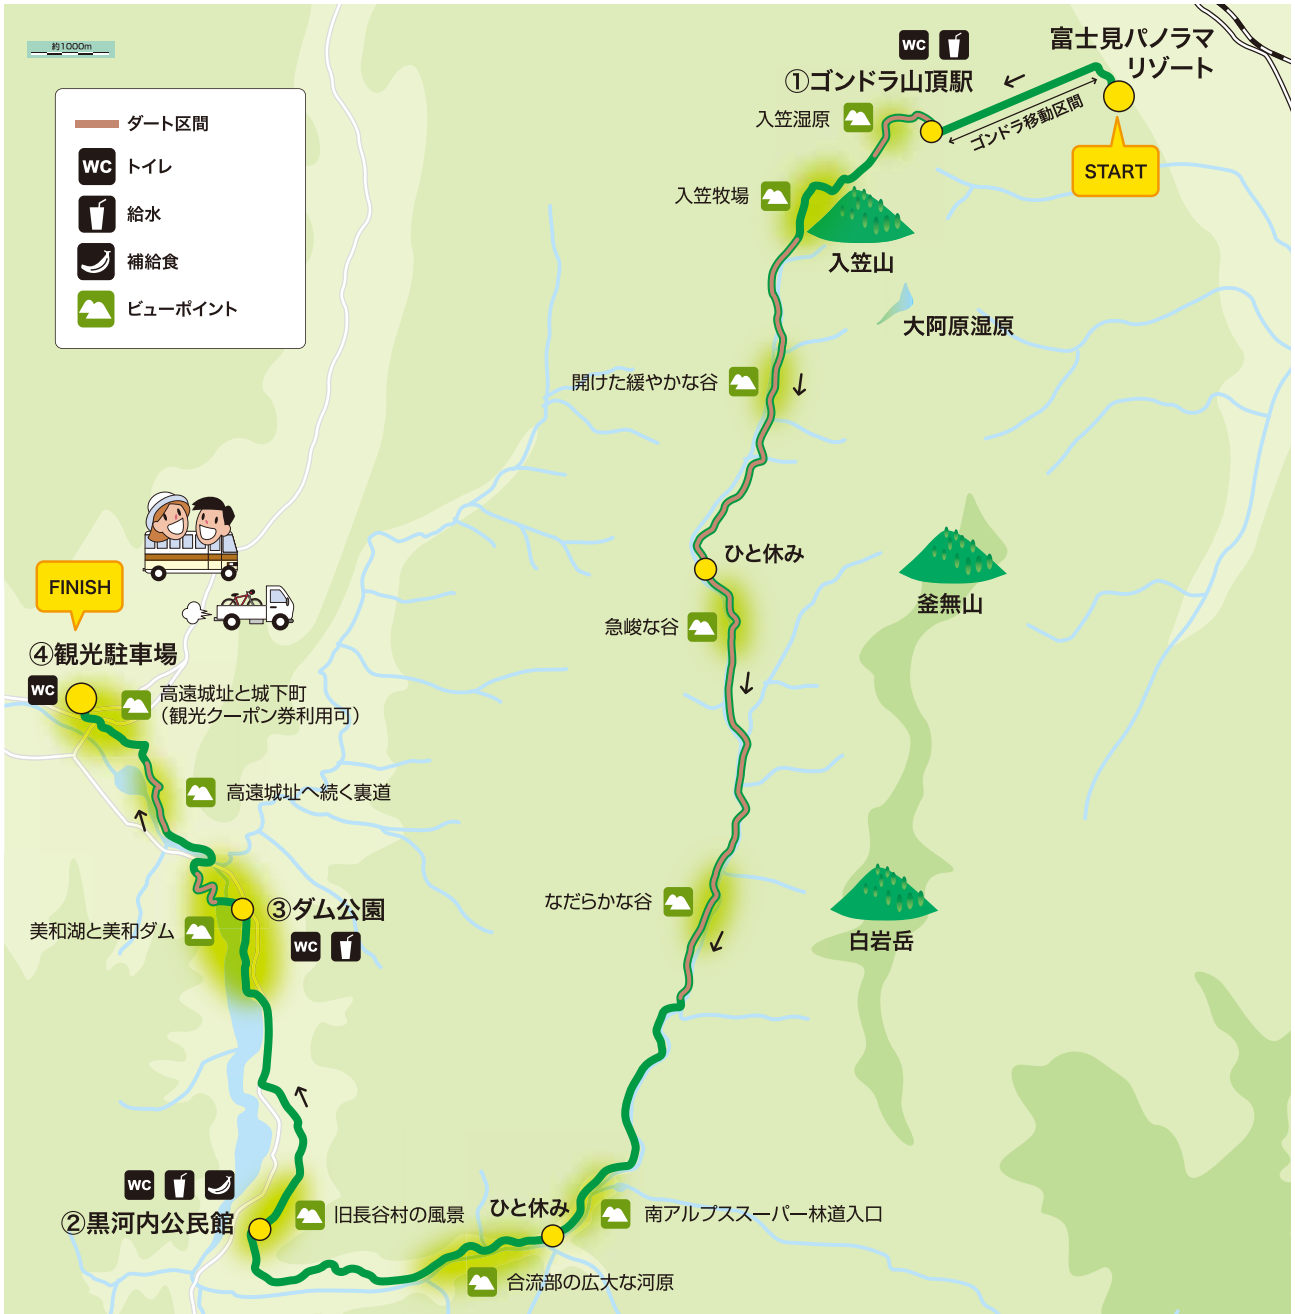 約1000m
ダート区間
WC
トイレ
給水
補給食
ビューポイント
富士見パノラマ
リゾート
WC
①ゴンドラ山頂駅
ゴンドラ移動区間
START
入笠湿原
入笠牧場
入笠山
大阿原湿原
開けた緩やかな谷
ひと休み
急峻な谷
釜無山
FINISH
④観光駐車場
WC
高遠城址と城下町
（観光クーポン券利用可）
高遠城址へ続く裏道
なだらかな谷
③ダム公園
WC
美和湖と美和ダム
白岩岳
WC
②黒河内公民館
旧長谷村の風景
ひと休み
南アルプススーパー林道入口
合流部の広大な河原